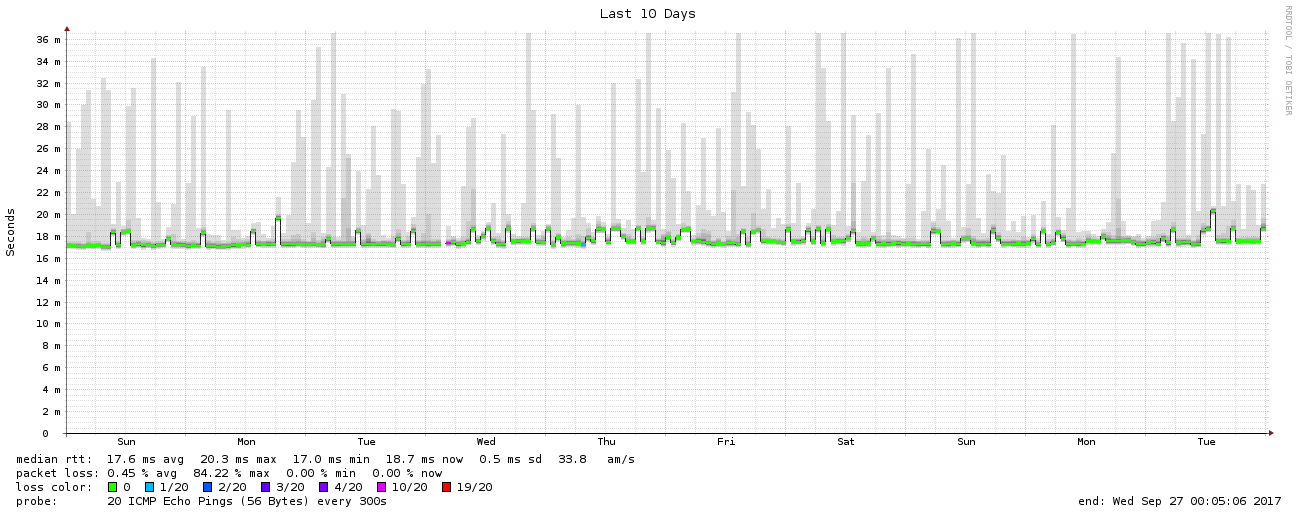 Last 10 Days
RRDTOOL / TOBI OETIKER
Seconds
36 m
34 m
32 m
30 m
28 m
26 m
24 m
22 m
20 m
18 m
16 m
14 m
12 m
10 m
8 m
6 m
4 m
2 m
0
Sun Mon Tue Wed Thu Fri Sat Sun Mon Tue
median rtt: 17.6 ms avg 20.3 ms max 17.0 ms min 18.7 ms now 0.5 ms sd 33.8 am/s
packet loss: 0.45 % avg 84.22 % max 0.00 % min 0.00 % now
loss color: 0 1/20 2/20 3/20 4/20 10/20 19/20
probe: 20 ICMP Echo Pings (56 Bytes) every 300s end: Wed Sep 27 00:05:06 2017